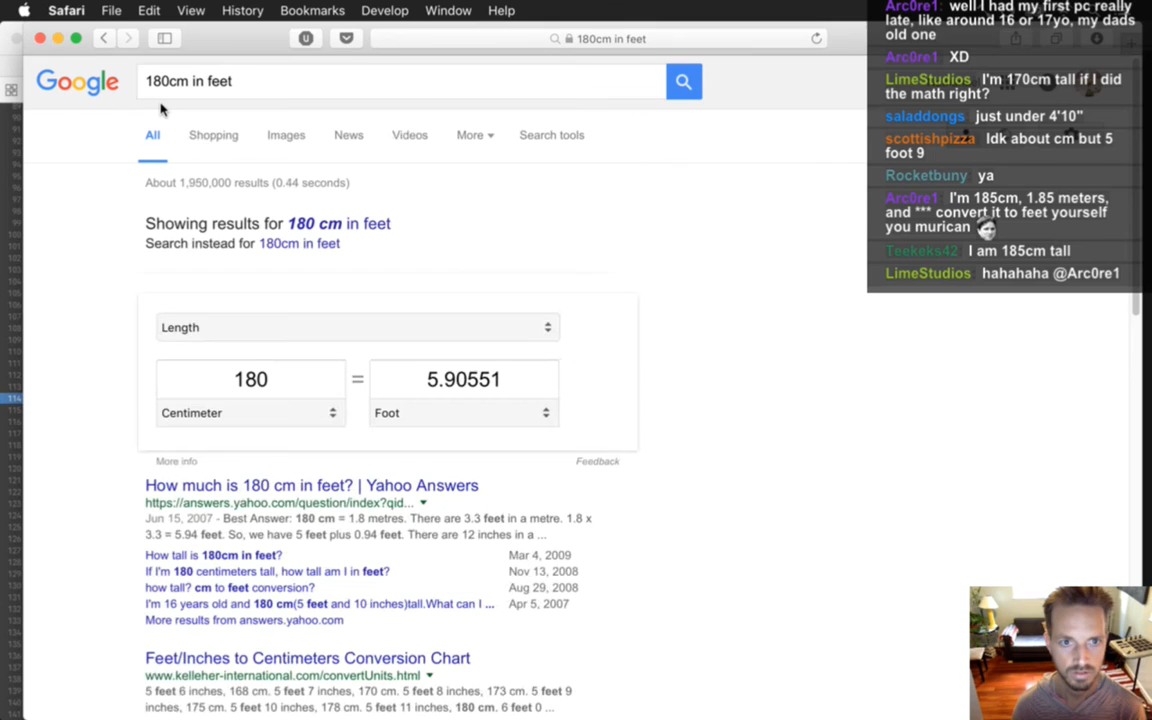 Safari File Edit View History Bookmarks Develop Window Help
180cm in feet
Google
180cm in feet
All Shopping Images News Videos More Search tools
About 1,950,000 results (0.44 seconds)
Showing results for 180 cm in feet
Search instead for 180cm in feet
Length
180 = 5.90551
Centimeter Foot
More info Feedback
How much is 180 cm in feet? | Yahoo Answers
https://answers.yahoo.com/question/index?qid...
Jun 15, 2007 - Best Answer: 180 cm = 1.8 metres. There are 3.3 feet in a metre. 1.8 x
3.3 = 5.94 feet. So, we have 5 feet plus 0.94 feet. There are 12 inches in a ...
How tall is 180cm in feet? Mar 4, 2009
If I'm 180 centimeters tall, how tall am I in feet? Nov 13, 2008
how tall? cm to feet conversion? Aug 29, 2008
I'm 16 years old and 180 cm(5 feet and 10 inches)tall.What can I ... Apr 5, 2007
More results from answers.yahoo.com
Feet/Inches to Centimeters Conversion Chart
www.kelleher-international.com/convertUnits.html
5 feet 6 inches, 168 cm. 5 feet 7 inches, 170 cm. 5 feet 8 inches, 173 cm. 5 feet 9
inches, 175 cm. 5 feet 10 inches, 178 cm. 5 feet 11 inches, 180 cm. 6 feet 0 ...
Arc0re1 well I had my first pc really
late, like around 16 or 17yo, my dads
old one
Arc0re1 XD
LimeStudios I'm 170cm tall if I did
the math right?
saladdongs just under 4'10"
scottishpizza Idk about cm but 5
foot 9
Rocketbuny ya
Arc0re1 I'm 185cm, 1.85 meters,
and *** convert it to feet yourself
you murican
Teekeks42 I am 185cm tall
LimeStudios hahahaha @Arc0re1
114